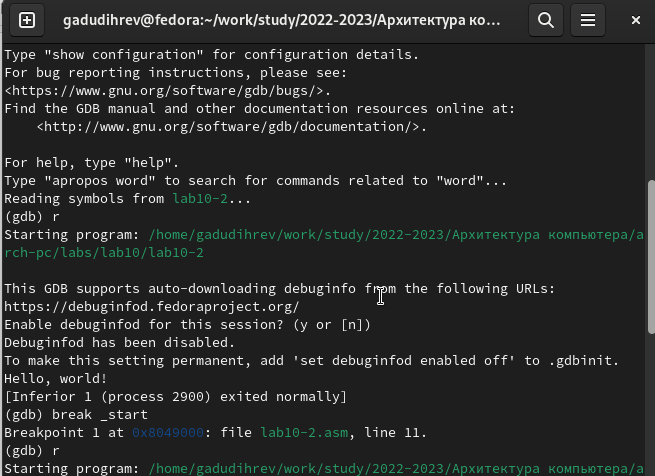 gadudihrev@fedora:~/work/study/2022-2023/Архитектура ко...
Type "show configuration" for configuration details.
For bug reporting instructions, please see:
<https://www.gnu.org/software/gdb/bugs/>.
Find the GDB manual and other documentation resources online at:
    <http://www.gnu.org/software/gdb/documentation/>.

For help, type "help".
Type "apropos word" to search for commands related to "word"...
Reading symbols from lab10-2...
(gdb) r
Starting program: /home/gadudihrev/work/study/2022-2023/Архитектура компьютера/a
rch-pc/labs/lab10/lab10-2

This GDB supports auto-downloading debuginfo from the following URLs:
https://debuginfod.fedoraproject.org/
Enable debuginfod for this session? (y or [n])
Debuginfod has been disabled.
To make this setting permanent, add 'set debuginfod enabled off' to .gdbinit.
Hello, world!
[Inferior 1 (process 2900) exited normally]
(gdb) break _start
Breakpoint 1 at 0x8049000: file lab10-2.asm, line 11.
(gdb) r
Starting program: /home/gadudihrev/work/study/2022-2023/Архитектура компьютера/a